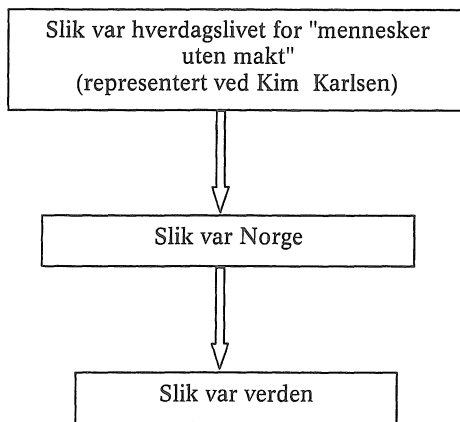 Slik var hverdagslivet for "mennesker
uten makt"
(representert ved Kim Karlsen)
Slik var Norge
Slik var verden